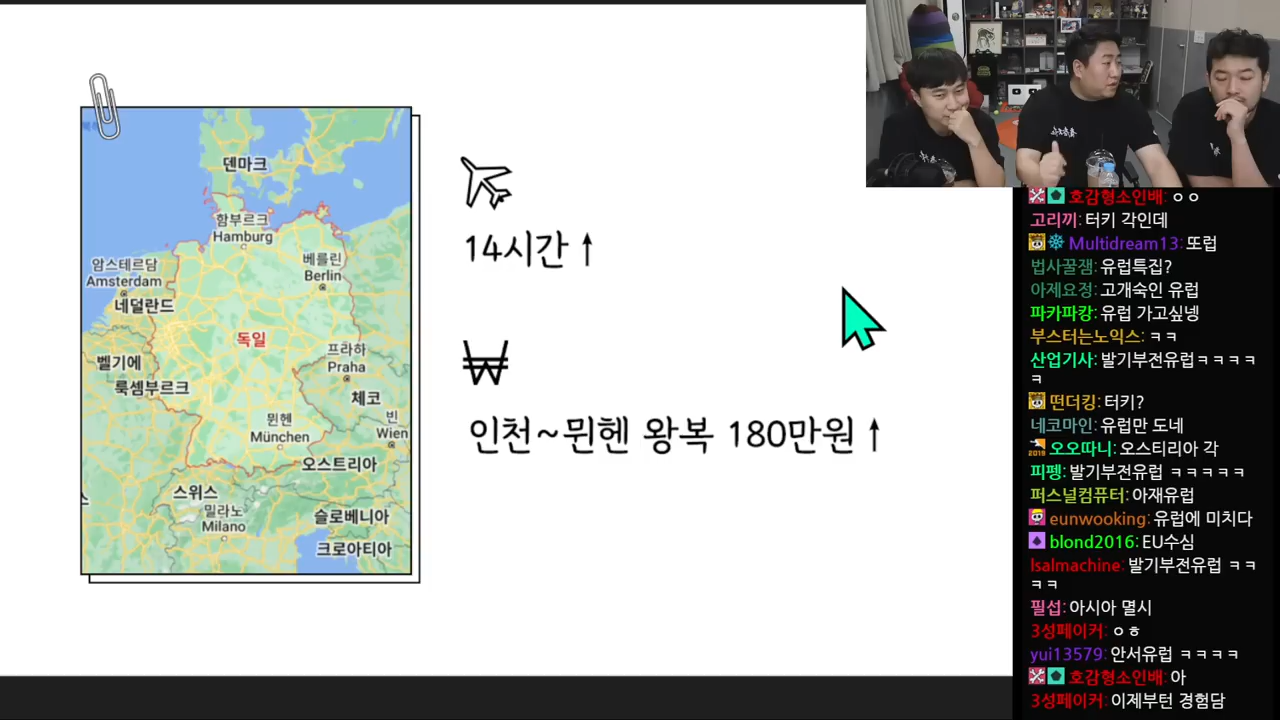 덴마크
함부르크
Hamburg
베를린
Berlin
암스테르담
Amsterdam
네덜란드
독일
벨기에
룩셈부르크
프라하
Praha
체코
뮌헨
München
빈
Wien
오스트리아
스위스
밀라노
Milano
슬로베니아
크로아티아
14시간↑
₩
인천~뮌헨 왕복 180만원↑
호감형소인배: ㅇㅇ
고리끼: 터키 각인데
Multidream13: 또럽
법사꿀잼: 유럽특집?
아제요정: 고개숙인 유럽
파카파캉: 유럽 가고싶넹
부스터는노익스: ㅋㅋ
산업기사: 발기부전유럽ㅋㅋㅋㅋ
ㅋ
떤더킹: 터키?
네코마인: 유럽만 도네
2018
오오따니: 오스티리아 각
피펭: 발기부전유럽 ㅋㅋㅋㅋㅋ
퍼스널컴퓨터: 아재유럽
eunwooking: 유럽에 미치다
blond2016: EU수심
lsalmachine: 발기부전유럽 ㅋㅋ
ㅋㅋ
필섭: 아시아 멸시
3성페이커: ㅇㅎ
yui13579: 안서유럽 ㅋㅋㅋㅋ
호감형소인배: 아
3성페이커: 이제부턴 경험담